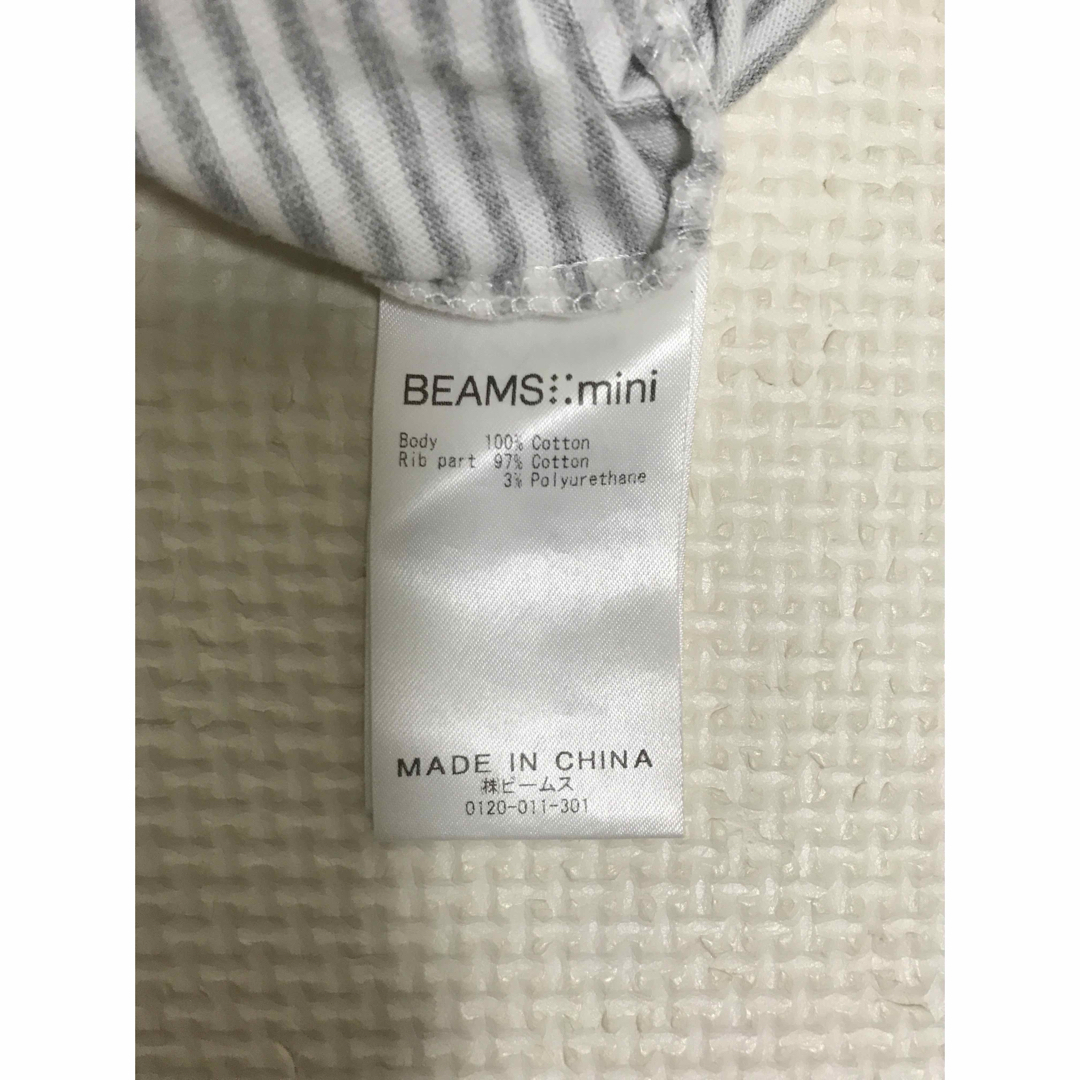 BEAMS mini
Body 100% Cotton
Rib part 97% Cotton
3% Polyurethane
MADE IN CHINA
㈱ビームス
0120-011-301